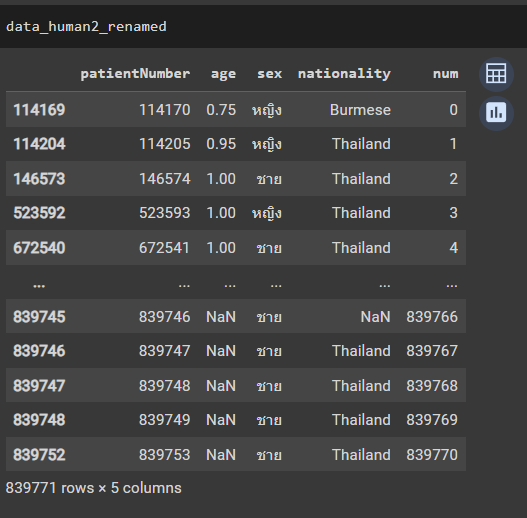 data_human2_renamed
patientNumber age sex nationality num
114169 114170 0.75 หญิง Burmese 0
114204 114205 0.95 หญิง Thailand 1
146573 146574 1.00 ชาย Thailand 2
523592 523593 1.00 หญิง Thailand 3
672540 672541 1.00 ชาย Thailand 4
... ... ... ... ... ...
839745 839746 NaN ชาย NaN 839766
839746 839747 NaN ชาย Thailand 839767
839747 839748 NaN ชาย Thailand 839768
839748 839749 NaN ชาย Thailand 839769
839752 839753 NaN ชาย Thailand 839770
839771 rows × 5 columns